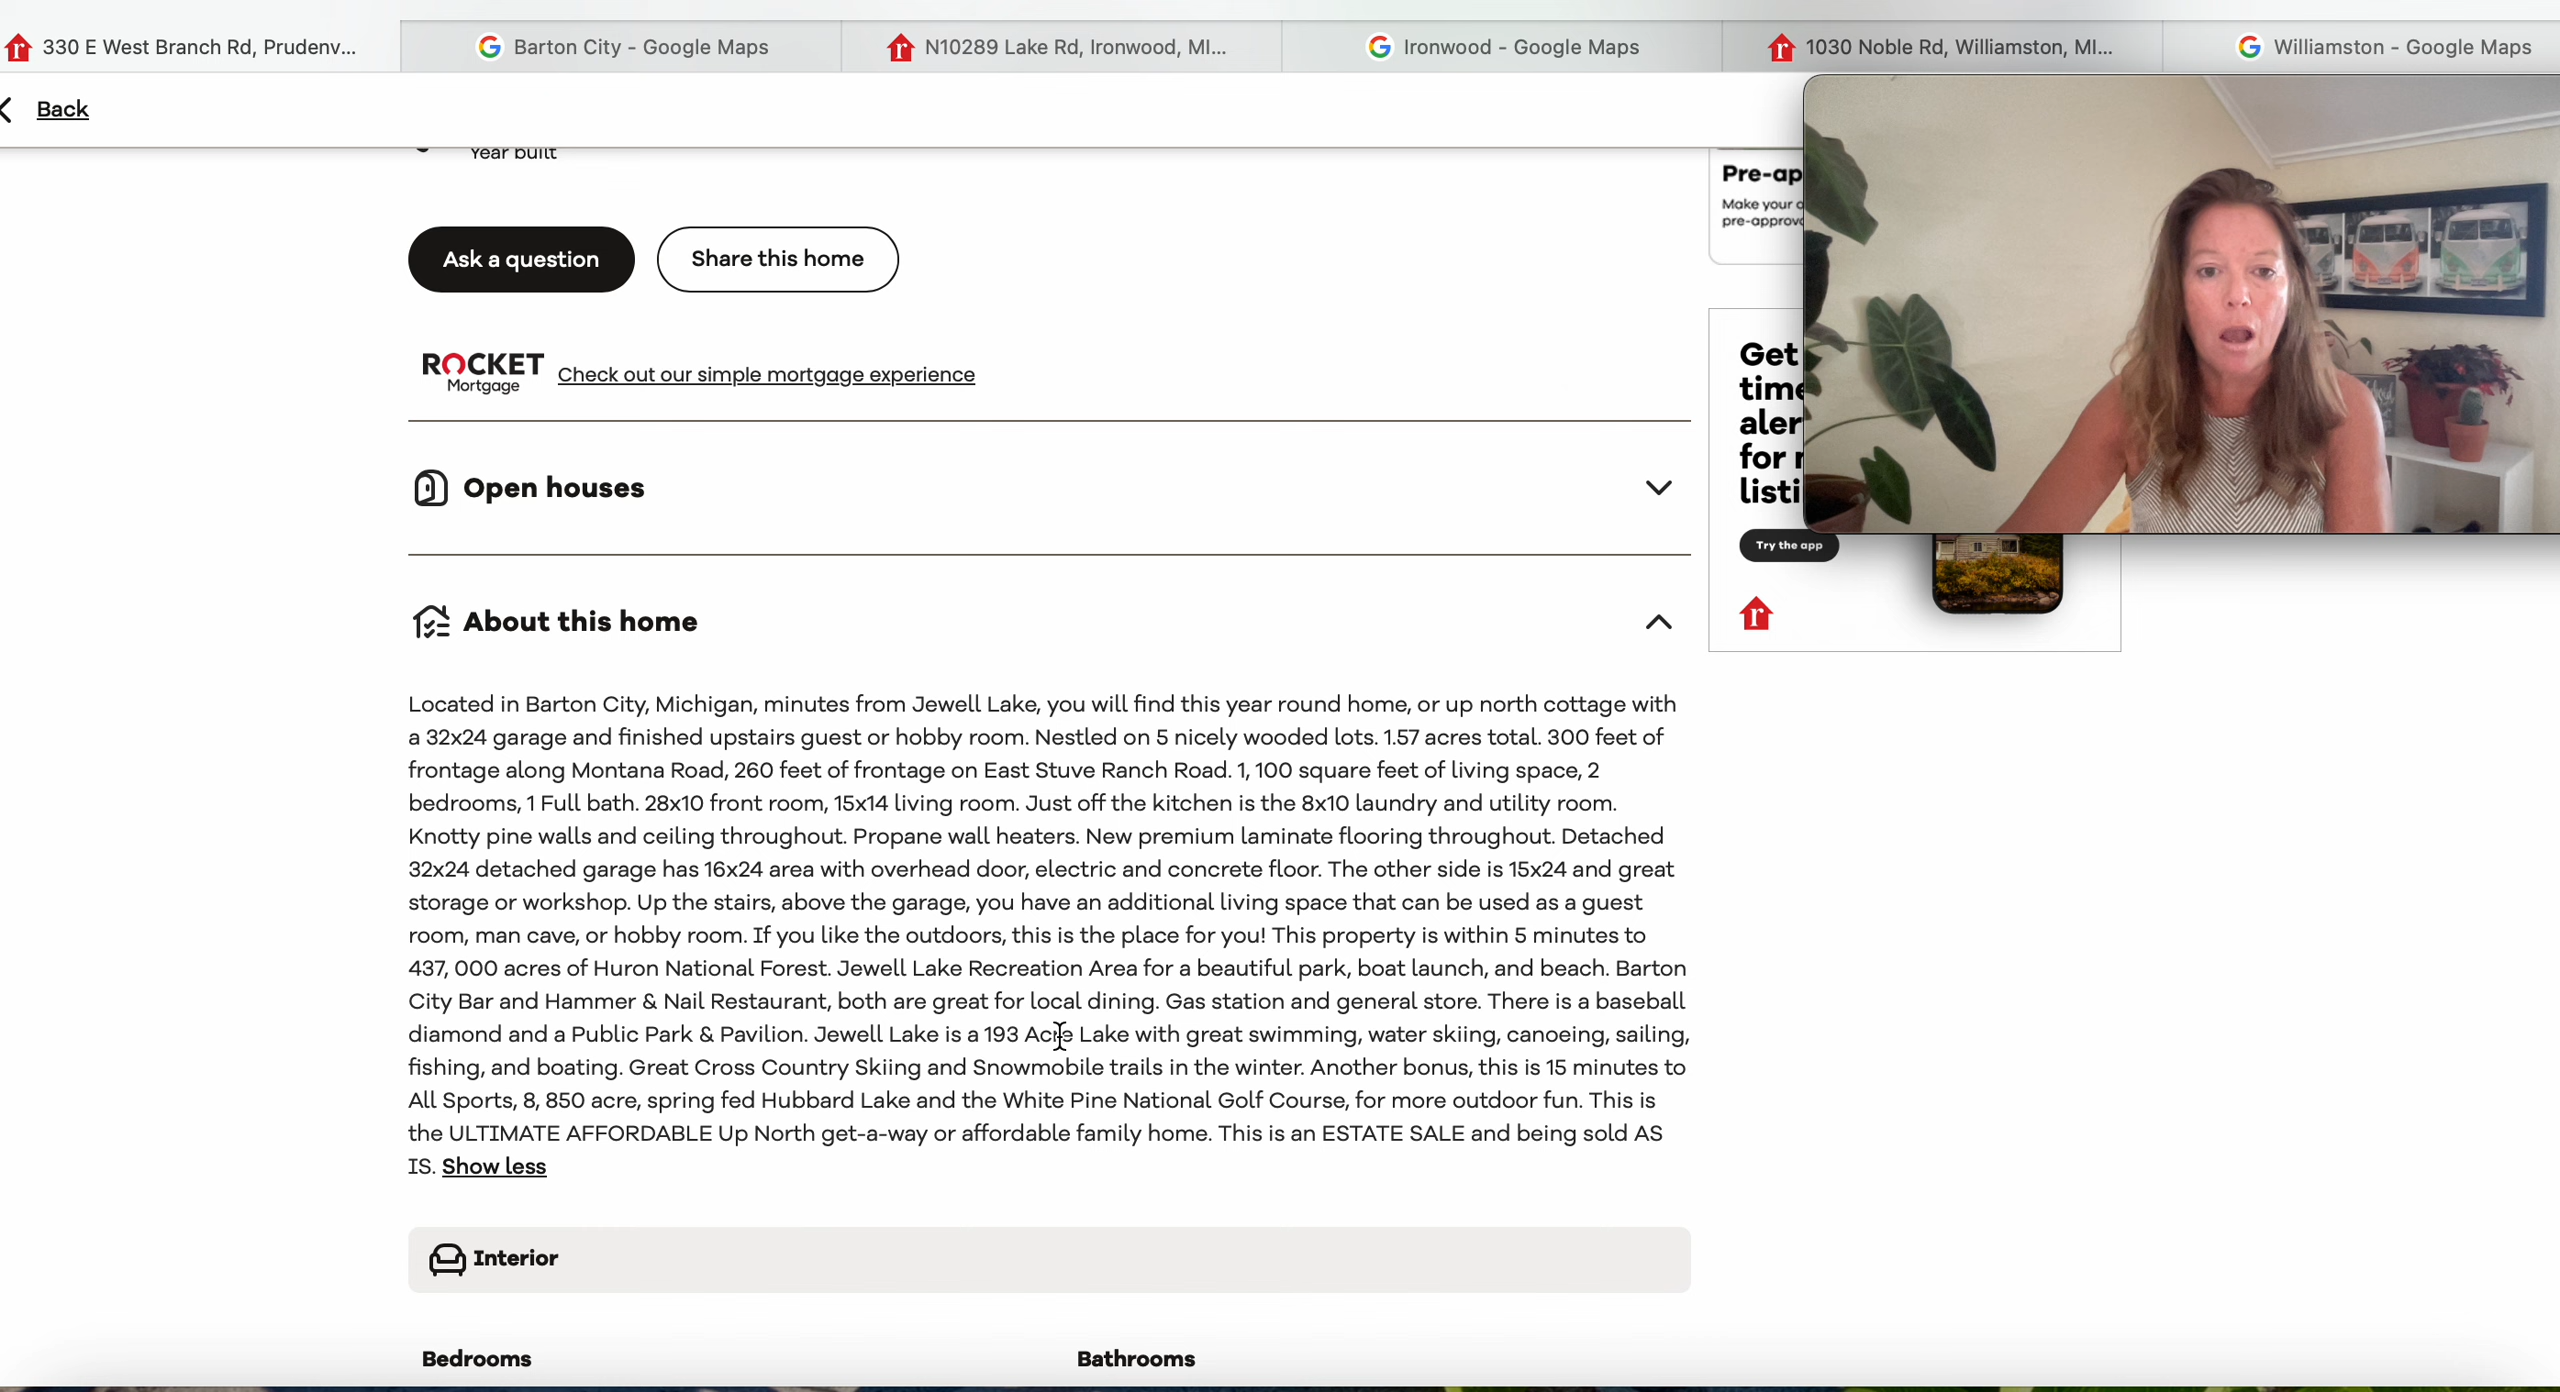 330 E West Branch Rd, Prudenv...
Barton City - Google Maps
N10289 Lake Rd, Ironwood, MI...
Ironwood - Google Maps
1030 Noble Rd, Williamston, MI...
Williamston - Google Maps
Back
Year built
Pre-ap
Make your
pre-approv
Ask a question
Share this home
ROCKET
Mortgage
Check out our simple mortgage experience
Get
time
aler
for
listi
Try the app
Open houses
About this home
Located in Barton City, Michigan, minutes from Jewell Lake, you will find this year round home, or up north cottage with
a 32x24 garage and finished upstairs guest or hobby room. Nestled on 5 nicely wooded lots. 1.57 acres total. 300 feet of
frontage along Montana Road, 260 feet of frontage on East Stuve Ranch Road. 1, 100 square feet of living space, 2
bedrooms, 1 Full bath. 28x10 front room, 15x14 living room. Just off the kitchen is the 8x10 laundry and utility room.
Knotty pine walls and ceiling throughout. Propane wall heaters. New premium laminate flooring throughout. Detached
32x24 detached garage has 16x24 area with overhead door, electric and concrete floor. The other side is 15x24 and great
storage or workshop. Up the stairs, above the garage, you have an additional living space that can be used as a guest
room, man cave, or hobby room. If you like the outdoors, this is the place for you! This property is within 5 minutes to
437, 000 acres of Huron National Forest. Jewell Lake Recreation Area for a beautiful park, boat launch, and beach. Barton
City Bar and Hammer & Nail Restaurant, both are great for local dining. Gas station and general store. There is a baseball
diamond and a Public Park & Pavilion. Jewell Lake is a 193 Acre Lake with great swimming, water skiing, canoeing, sailing,
fishing, and boating. Great Cross Country Skiing and Snowmobile trails in the winter. Another bonus, this is 15 minutes to
All Sports, 8, 850 acre, spring fed Hubbard Lake and the White Pine National Golf Course, for more outdoor fun. This is
the ULTIMATE AFFORDABLE Up North get-a-way or affordable family home. This is an ESTATE SALE and being sold AS
IS. Show less
Interior
Bedrooms
Bathrooms